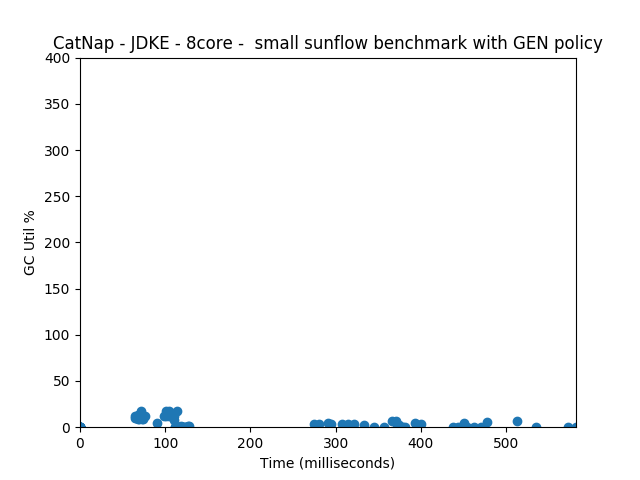 CatNap - JDKE - 8core -  small sunflow benchmark with GEN policy
400
350
300
250
200
150
100
50
0
GC Util %
0 100 200 300 400 500
Time (milliseconds)